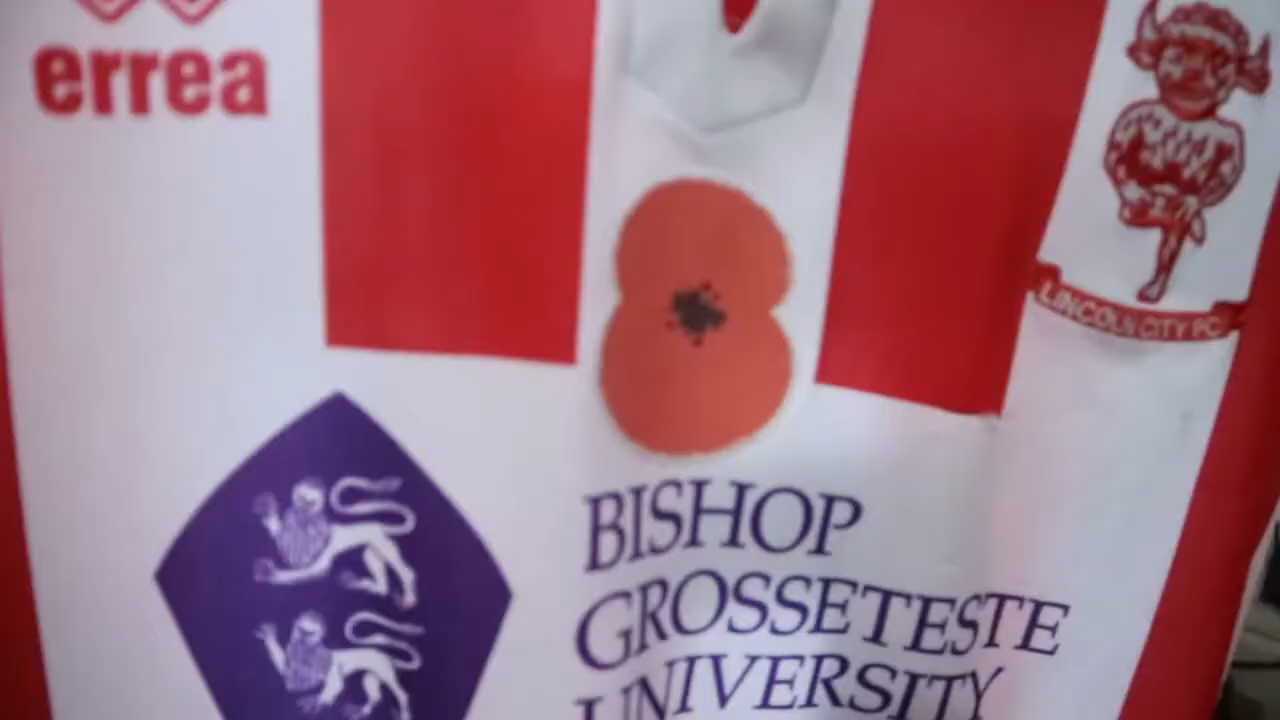 errea
LINCOLN CITY FC
BISHOP
GROSSETESTE
UNIVERSITY